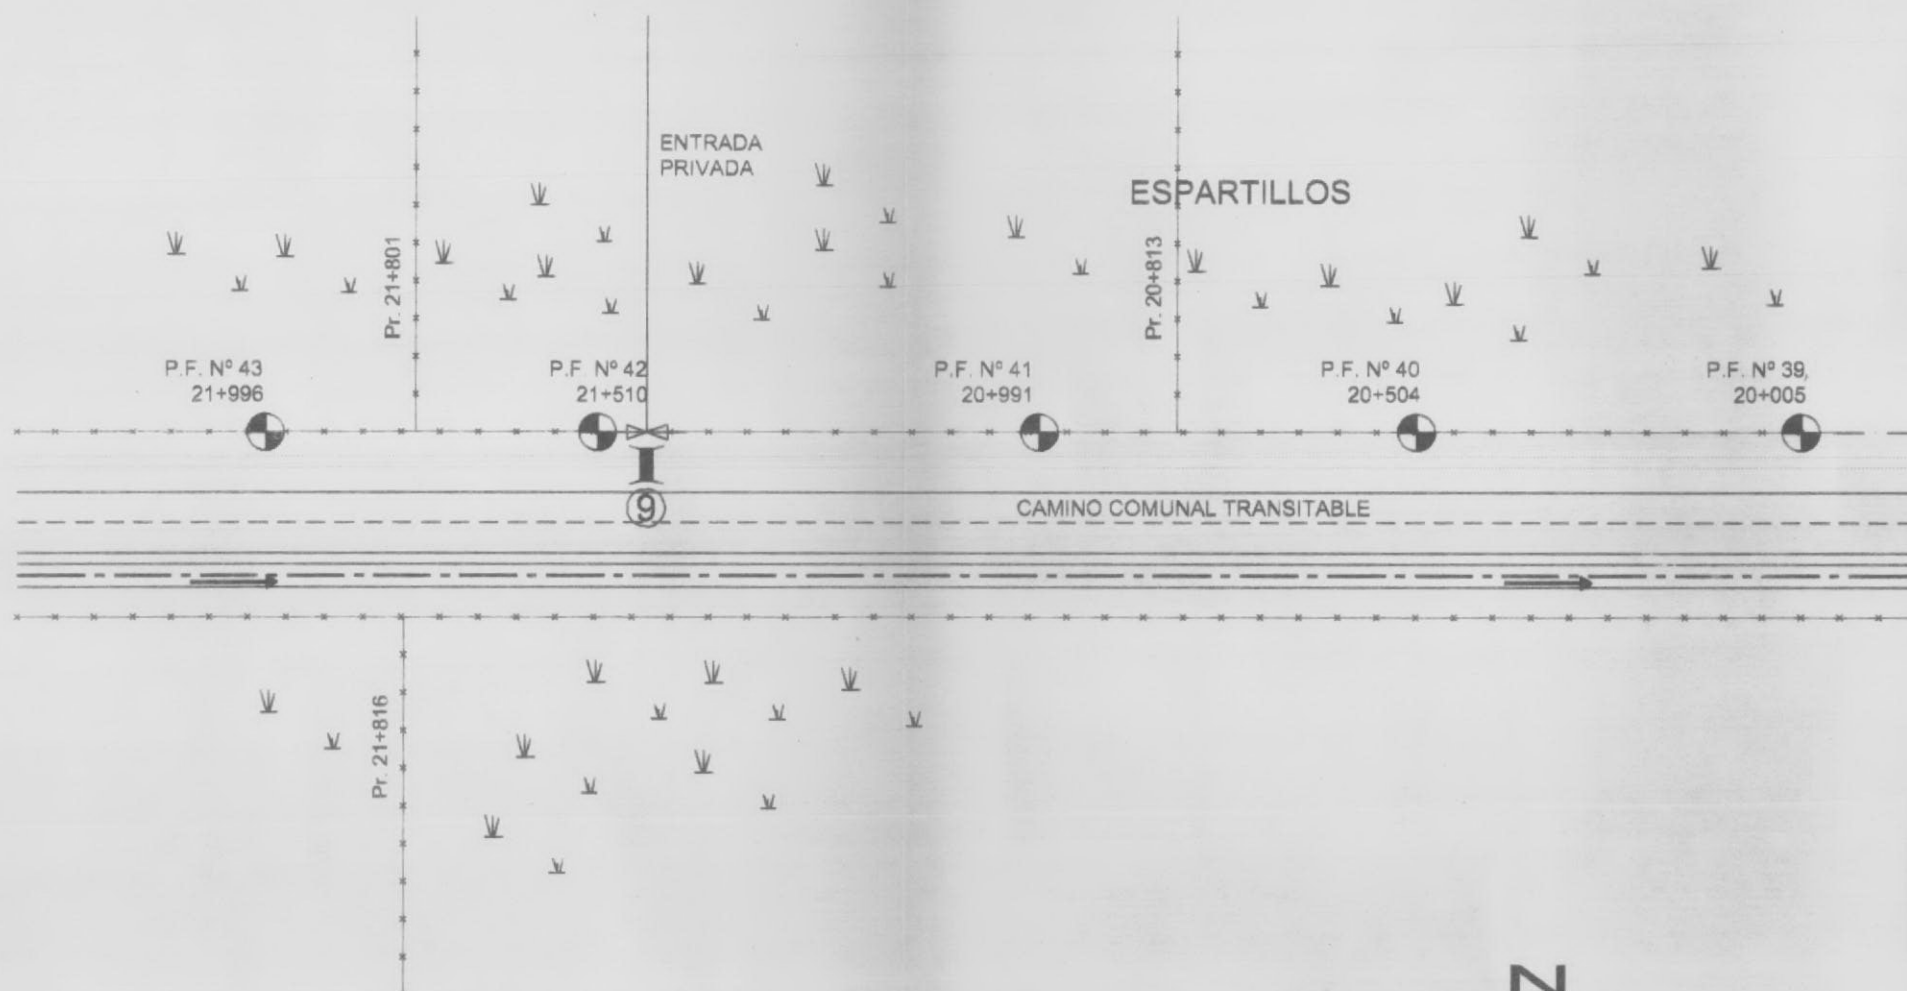 ENTRADA
PRIVADA
ESPARTILLOS
Pr. 21+801
Pr. 20+813
P.F. Nº 43
21+996
P.F. Nº 42
21+510
P.F. Nº 41
20+991
P.F. Nº 40
20+504
P.F. Nº 39
20+005
I
9
CAMINO COMUNAL TRANSITABLE
Pr. 21+816
N